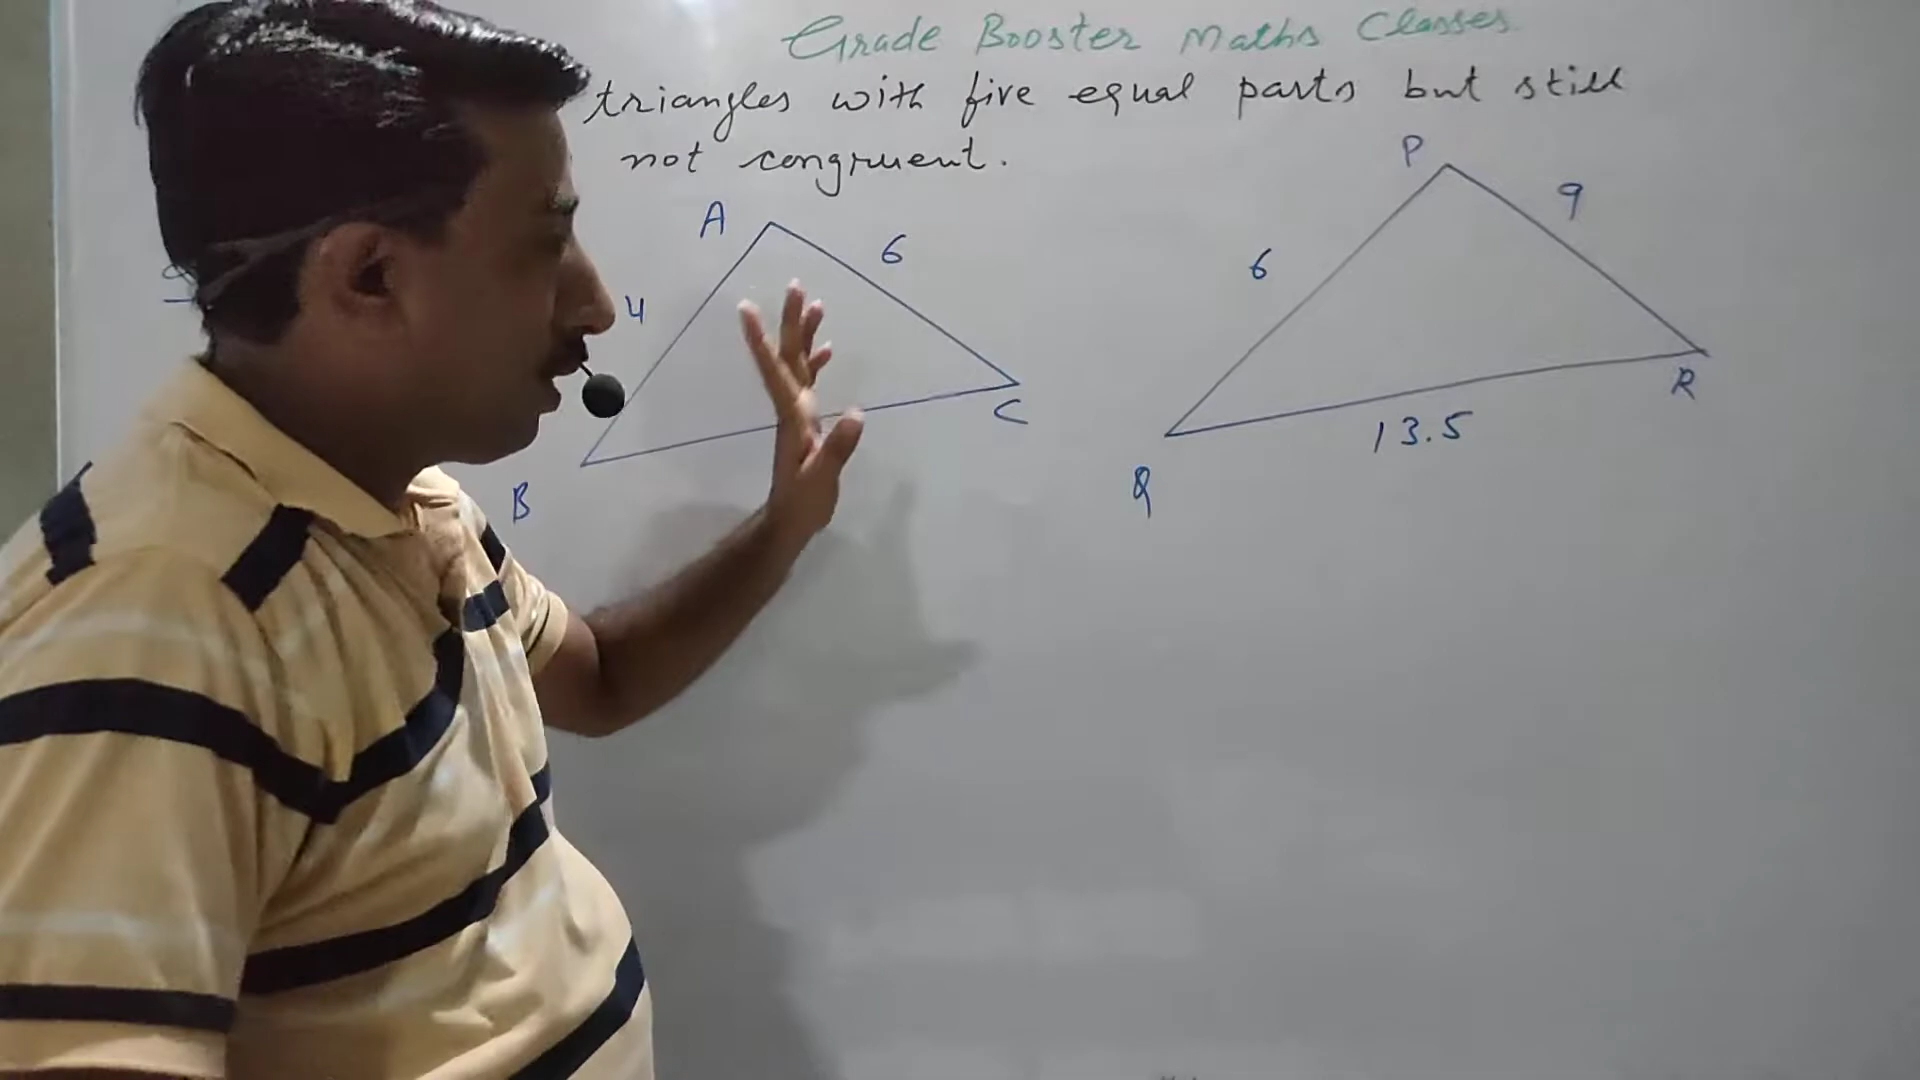 Grade Booster Maths Classes
triangles with five equal parts but still
not congruent.
P
A
6
9
4
6
C
R
13.5
B
Q